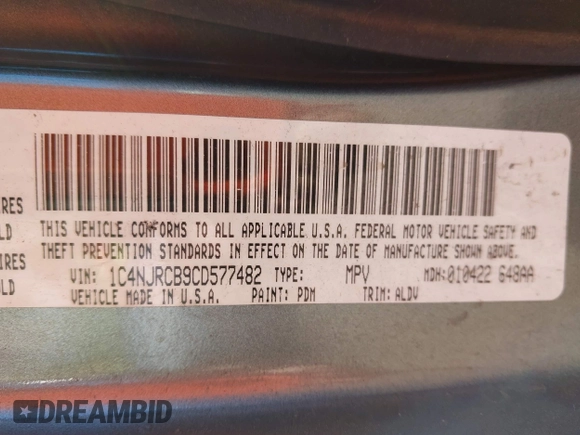 IRES
OLD
IRES
OLD
THIS VEHICLE CONFORMS TO ALL APPLICABLE U.S.A. FEDERAL MOTOR VEHICLE SAFETY AND
THEFT PREVENTION STANDARDS IN EFFECT ON THE DATE OF MANUFACTURE SHOWN ABOVE.
VIN: 1C4NJRCB9CD577482 TYPE: MPV MDH:010422 648AA
VEHICLE MADE IN U.S.A. PAINT: PDM TRIM: ALDV
DREAMBID